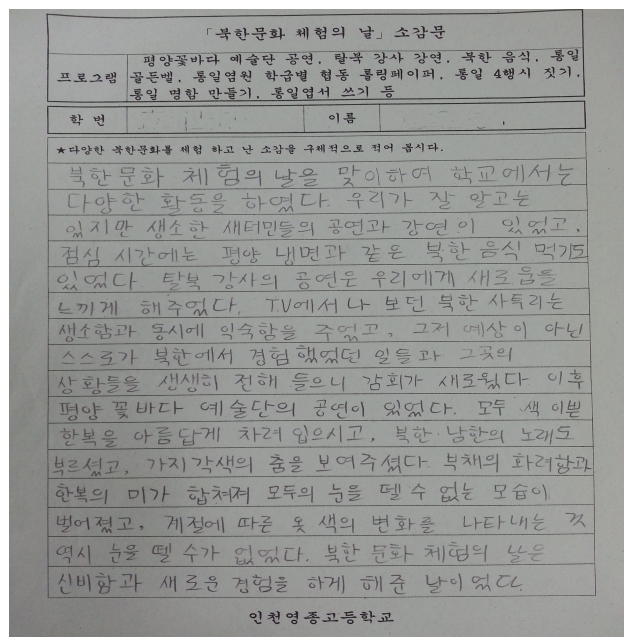 「북한문화 체험의 날」 소감문
평양꽃바다 예술단 공연, 탈북 강사 강연, 북한 음식, 통일
프로그램 골든벨, 통일염원 학급별 협동 롤링페이퍼, 통일 4행시 짓기,
통일 명함 만들기, 통일엽서 쓰기 등
학 번 이름
★다양한 북한문화를 체험 하고 난 소감을 구체적으로 적어 봅시다.
북한 문화 체험의 날을 맞이하여 학교에서는
다양한 활동을 하였다. 우리가 잘 알고는
있지만 생소한 새터민들의 공연과 강연이 있었고,
점심 시간에는 평양 냉면과 같은 북한 음식 먹기도
있었다 탈북 강사의 공연은 우리에게 새로움을
느끼게 해주었다. TV에서나 보던 북한 사투리는
생소함과 동시에 익숙함을 주었고, 그저 예상이 아닌
스스로가 북한에서 경험했었던 일들과 그곳의
상황들을 생생히 전해 들으니 감회가 새로웠다 이후
평양 꽃바다 예술단의 공연이 있었다. 모두 색 이쁜
한복을 아름답게 차려 입으시고, 북한·남한의 노래도
부르셨고, 가지각색의 춤을 보여주셨다. 부채의 화려함과
한복의 미가 합쳐져 모두의 눈을 뗄 수 없는 모습이
벌어졌고, 계절에 따른 옷 색의 변화를 나타내는 것
역시 눈을 뗄 수가 없었다. 북한 문화 체험의 날은
신비함과 새로운 경험을 하게 해준 날이었다.
인천영종고등학교